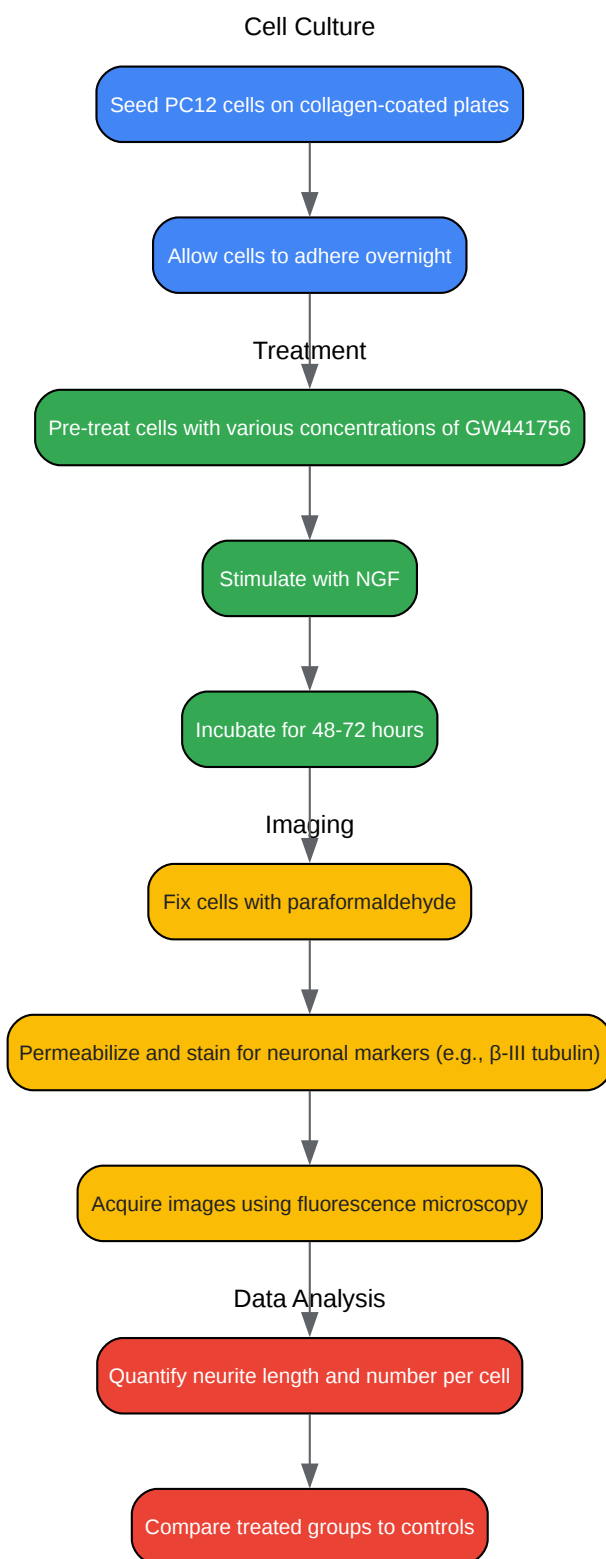 Cell Culture
Seed PC12 cells on collagen-coated plates
Allow cells to adhere overnight
Treatment
Pre-treat cells with various concentrations of GW441756
Stimulate with NGF
Incubate for 48-72 hours
Imaging
Fix cells with paraformaldehyde
Permeabilize and stain for neuronal markers (e.g., β-III tubulin)
Acquire images using fluorescence microscopy
Data Analysis
Quantify neurite length and number per cell
Compare treated groups to controls